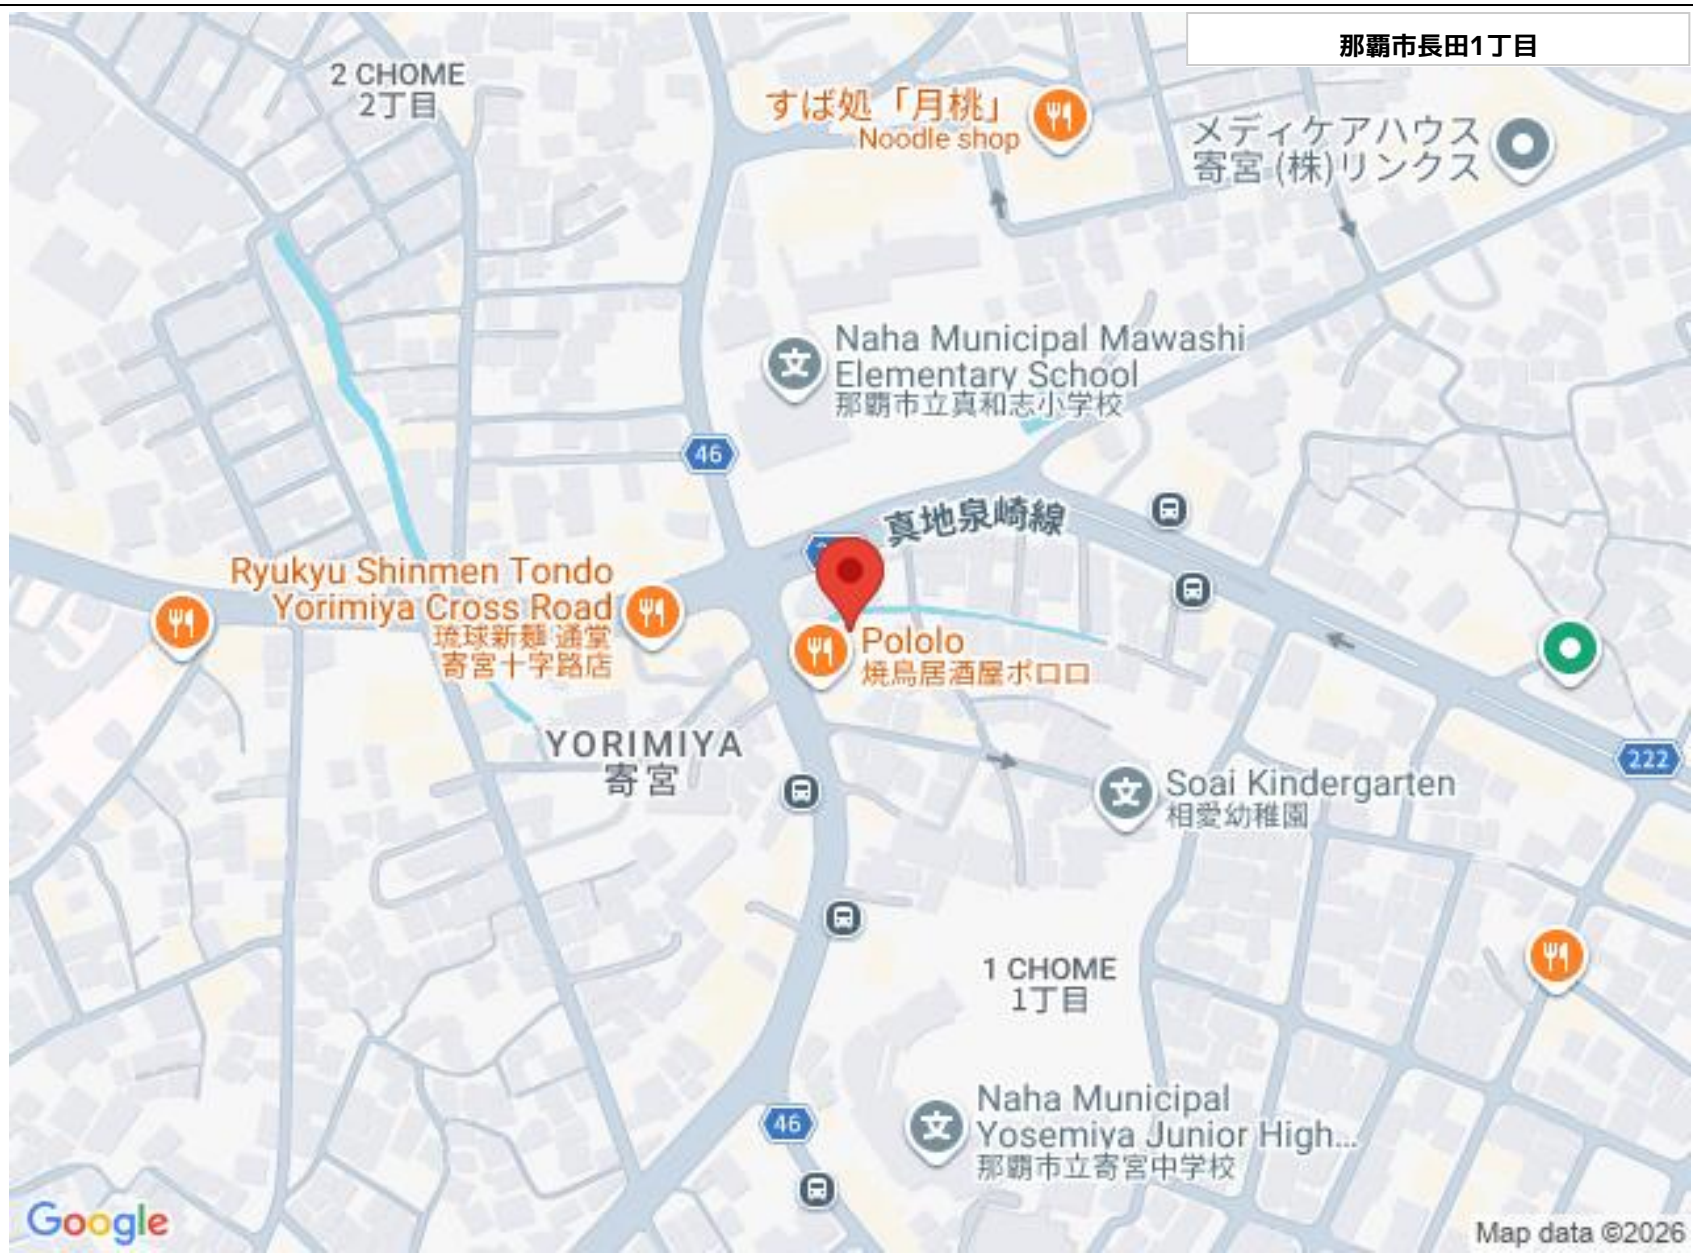 那覇市長田1丁目
2 CHOME
2丁目
すば処「月桃」
Noodle shop
メディケアハウス
寄宮 (株)リンクス
Naha Municipal Mawashi
Elementary School
那覇市立真和志小学校
46
真地泉崎線
Ryukyu Shinmen Tondo
Yorimiya Cross Road
琉球新麺 通堂
寄宮十字路店
Pololo
焼鳥居酒屋ポロロ
YORIMIYA
寄宮
222
Soai Kindergarten
相愛幼稚園
1 CHOME
1丁目
Naha Municipal
Yosemiya Junior High...
那覇市立寄宮中学校
46
Google
Map data ©2026